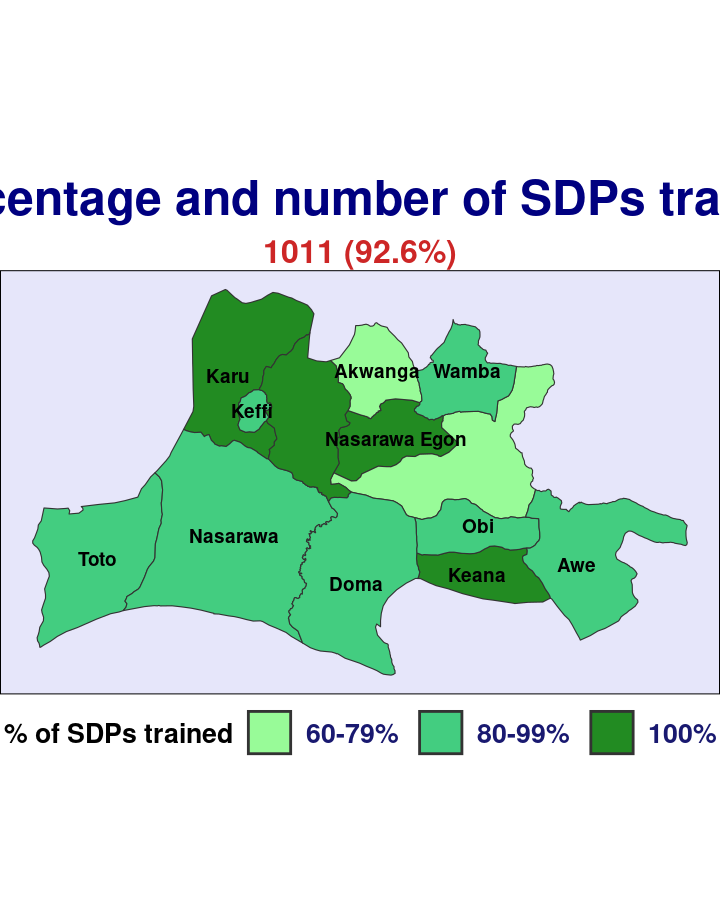 centage and number of SDPs tra
1011 (92.6%)
Akwanga
Wamba
Karu
Keffi
Nasarawa Egon
Obi
Nasarawa
Toto
Awe
Keana
Doma
% of SDPs trained
60-79%
80-99%
100%